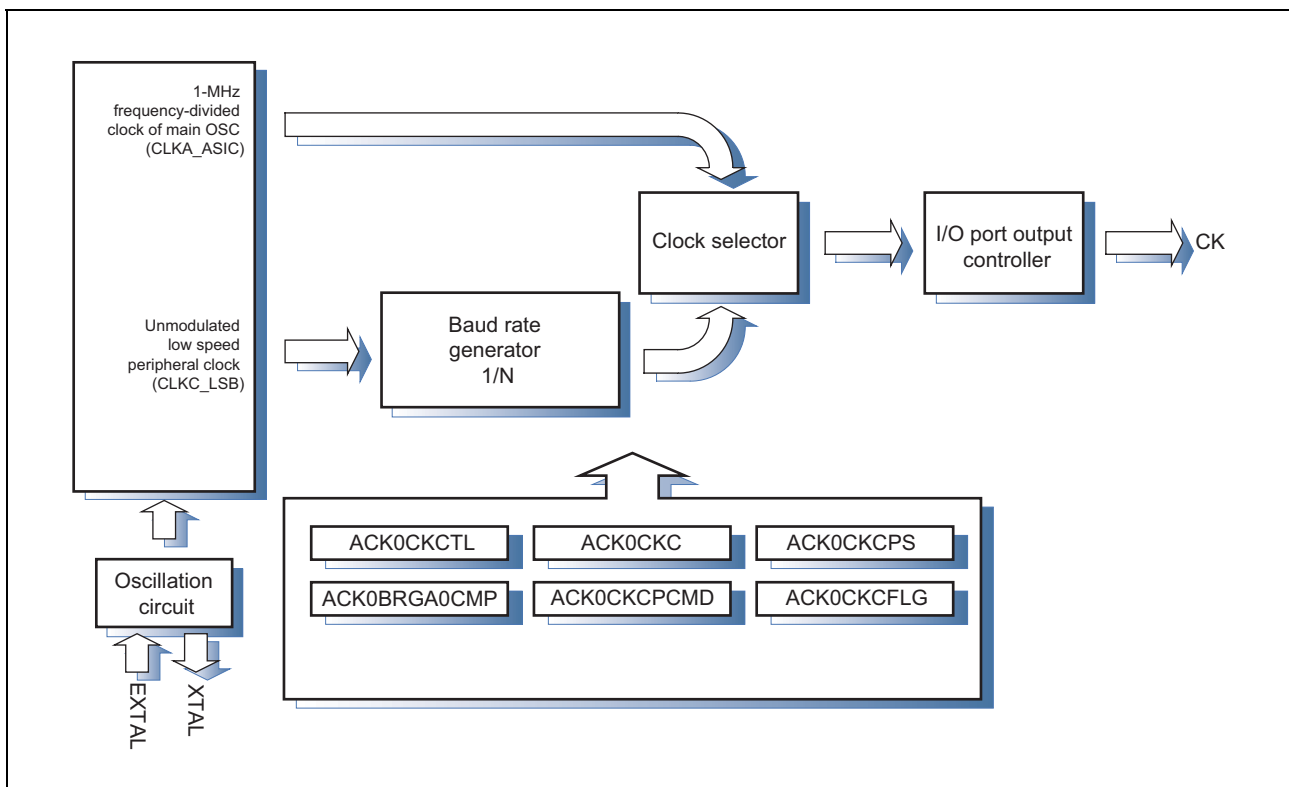 1-MHz
frequency-divided
clock of main OSC
(CLKA_ASIC)
Unmodulated
low speed
peripheral clock
(CLKC_LSB)
Baud rate
generator
1/N
Clock selector
I/O port output
controller
CK
Oscillation
circuit
EXTAL
XTAL
ACK0CKCTL
ACK0CKC
ACK0CKCPS
ACK0BRGA0CMP
ACK0CKCPCMD
ACK0CKCFLG